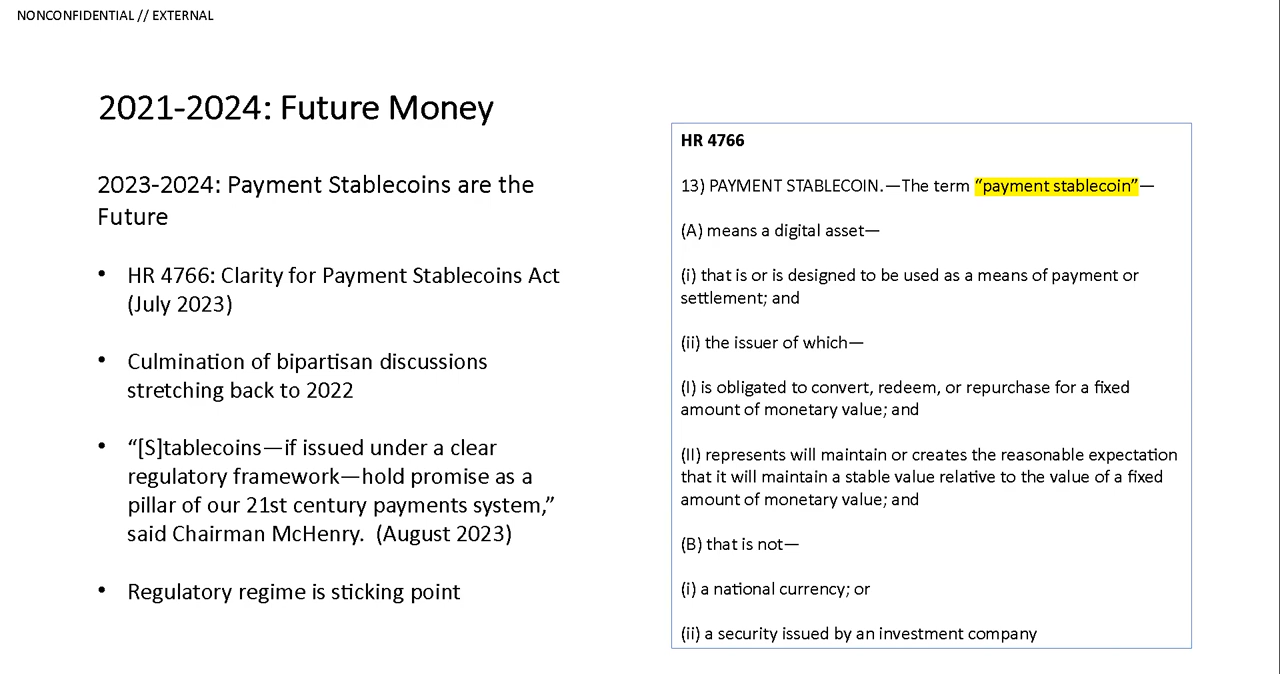 NONCONFIDENTIAL // EXTERNAL
2021-2024: Future Money
2023-2024: Payment Stablecoins are the
Future
• HR 4766: Clarity for Payment Stablecoins Act
(July 2023)
• Culmination of bipartisan discussions
stretching back to 2022
• “[S]tablecoins—if issued under a clear
regulatory framework—hold promise as a
pillar of our 21st century payments system,”
said Chairman McHenry.  (August 2023)
• Regulatory regime is sticking point
HR 4766
13) PAYMENT STABLECOIN.—The term “payment stablecoin”—
(A) means a digital asset—
(i) that is or is designed to be used as a means of payment or
settlement; and
(ii) the issuer of which—
(I) is obligated to convert, redeem, or repurchase for a fixed
amount of monetary value; and
(II) represents will maintain or creates the reasonable expectation
that it will maintain a stable value relative to the value of a fixed
amount of monetary value; and
(B) that is not—
(i) a national currency; or
(ii) a security issued by an investment company